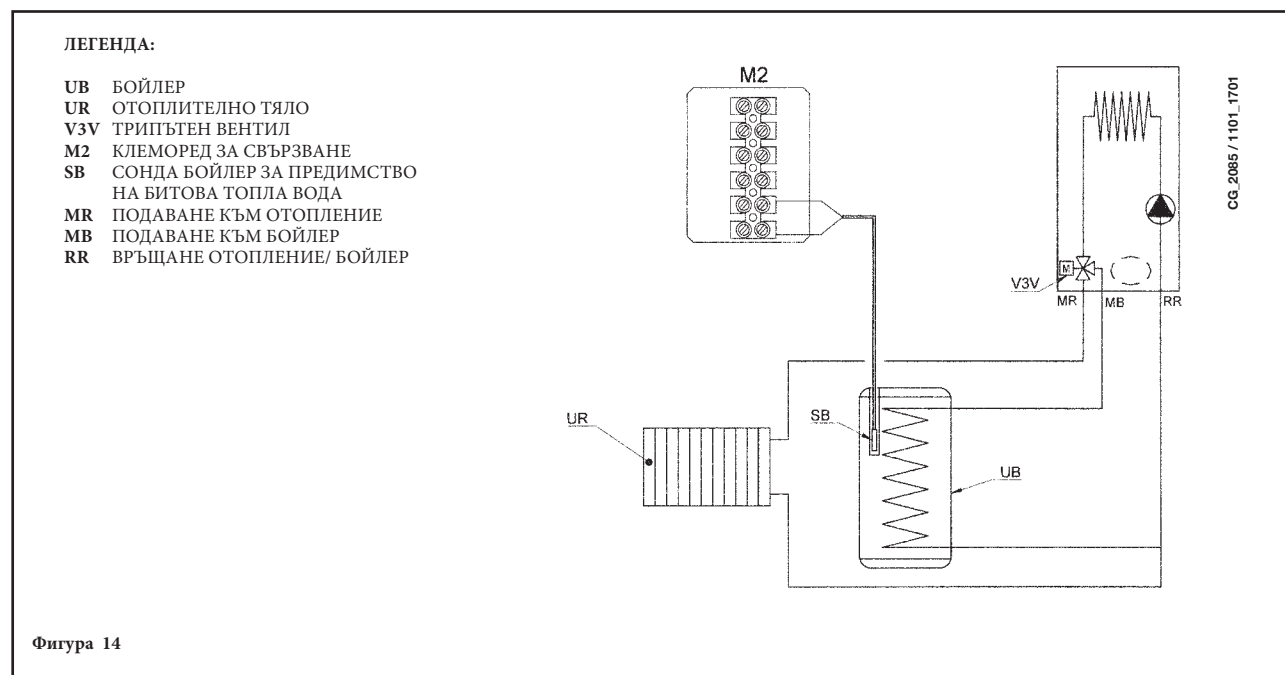 ЛЕГЕНДА:
UB БОЙЛЕР
UR ОТОПЛИТЕЛНО ТЯЛО
V3V ТРИПЪТЕН ВЕНТИЛ
M2 КЛЕМОРЕД ЗА СВЪРЗВАНЕ
SB СОНДА БОЙЛЕР ЗА ПРЕДИМСТВО
НА БИТОВА ТОПЛА ВОДА
MR ПОДАВАНЕ КЪМ ОТОПЛЕНИЕ
MB ПОДАВАНЕ КЪМ БОЙЛЕР
RR ВРЪЩАНЕ ОТОПЛЕНИЕ/ БОЙЛЕР
M2
CG_2085 / 1101_1701
M
V3V
MR
MB
RR
UR
SB
UB
Фигура 14